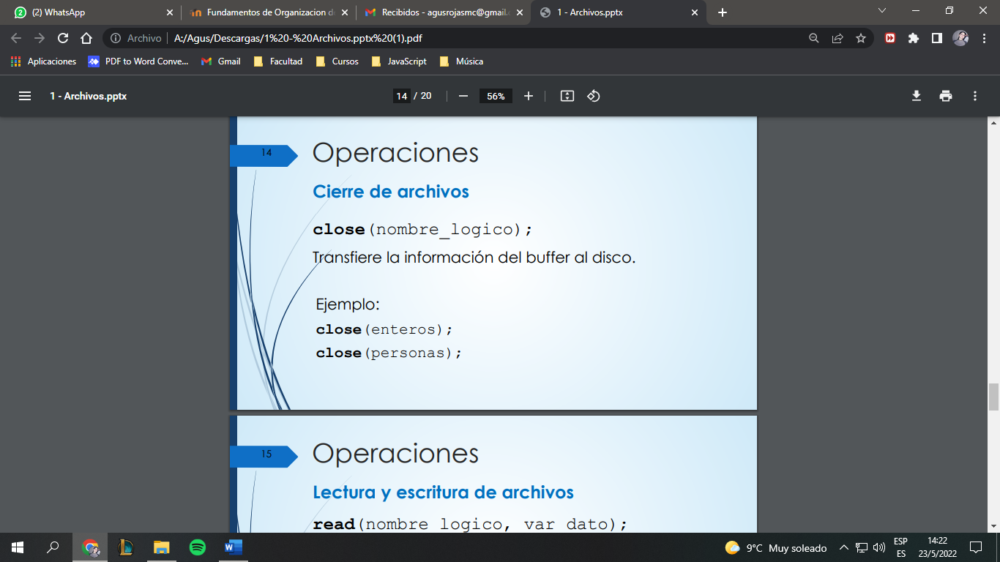 (2) WhatsApp
Fundamentos de Organizacion d
Recibidos - agusrojasmc@gmail.
1 - Archivos.pptx
Archivo
A:/Agus/Descargas/1%20-%20Archivos.pptx%20(1).pdf
Aplicaciones
PDF to Word Conve...
Gmail
Facultad
Cursos
JavaScript
Música
1 - Archivos.pptx
14 / 20
56%
14
Operaciones
Cierre de archivos
close(nombre_logico);
Transfiere la información del buffer al disco.
Ejemplo:
close(enteros);
close(personas);
15
Operaciones
Lectura y escritura de archivos
read(nombre_logico, var_dato);
9°C Muy soleado
ESP
ES
14:22
23/5/2022